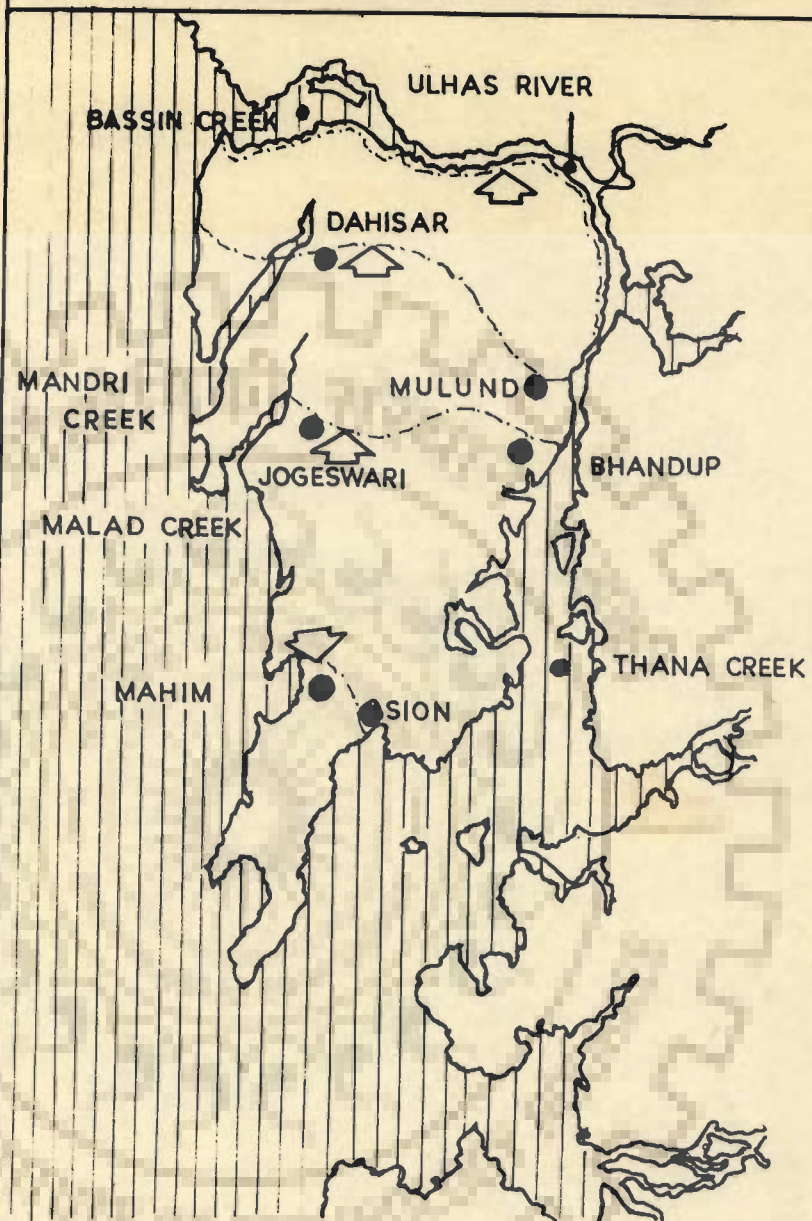 ULHAS RIVER
BASSIN CREEK
DAHISAR
MANDRI
CREEK
MULUND
BHANDUP
JOGESWARI
MALAD CREEK
THANA CREEK
MAHIM
SION